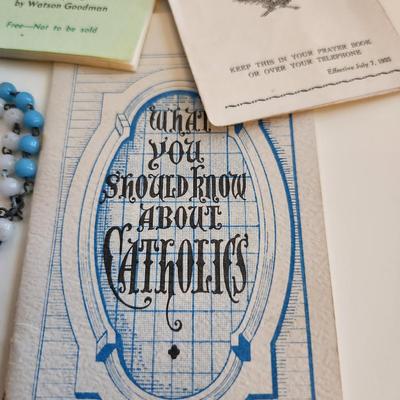 by Watson Goodman
Free—Not to be sold
KEEP THIS IN YOUR PRAYER BOOK
OR OVER YOUR TELEPHONE
Effective July 7, 1935
WHAT
YOU
SHOULD KNOW
ABOUT
CATHOLICS